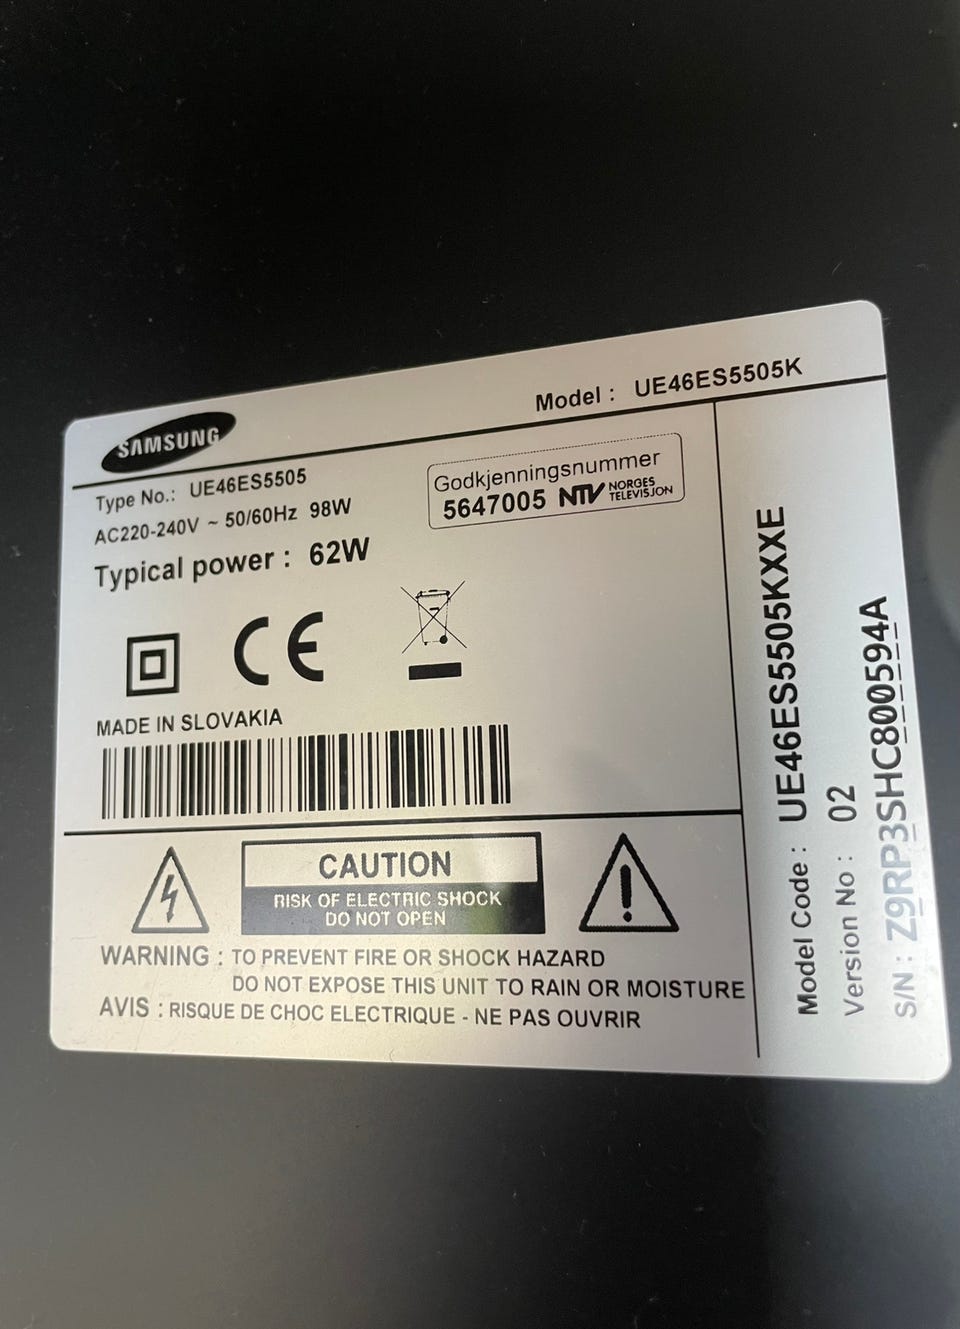 SAMSUNG
Model : UE46ES5505K
Type No.: UE46ES5505
AC220-240V ~ 50/60Hz 98W
Typical power : 62W
Godkjenningsnummer
5647005 NTV NORGES TELEVISJON
CE
MADE IN SLOVAKIA
CAUTION
RISK OF ELECTRIC SHOCK
DO NOT OPEN
WARNING : TO PREVENT FIRE OR SHOCK HAZARD
DO NOT EXPOSE THIS UNIT TO RAIN OR MOISTURE
AVIS : RISQUE DE CHOC ELECTRIQUE - NE PAS OUVRIR
Model Code : UE46ES5505KXXE
Version No : 02
S/N : Z9RP3SHC800594A